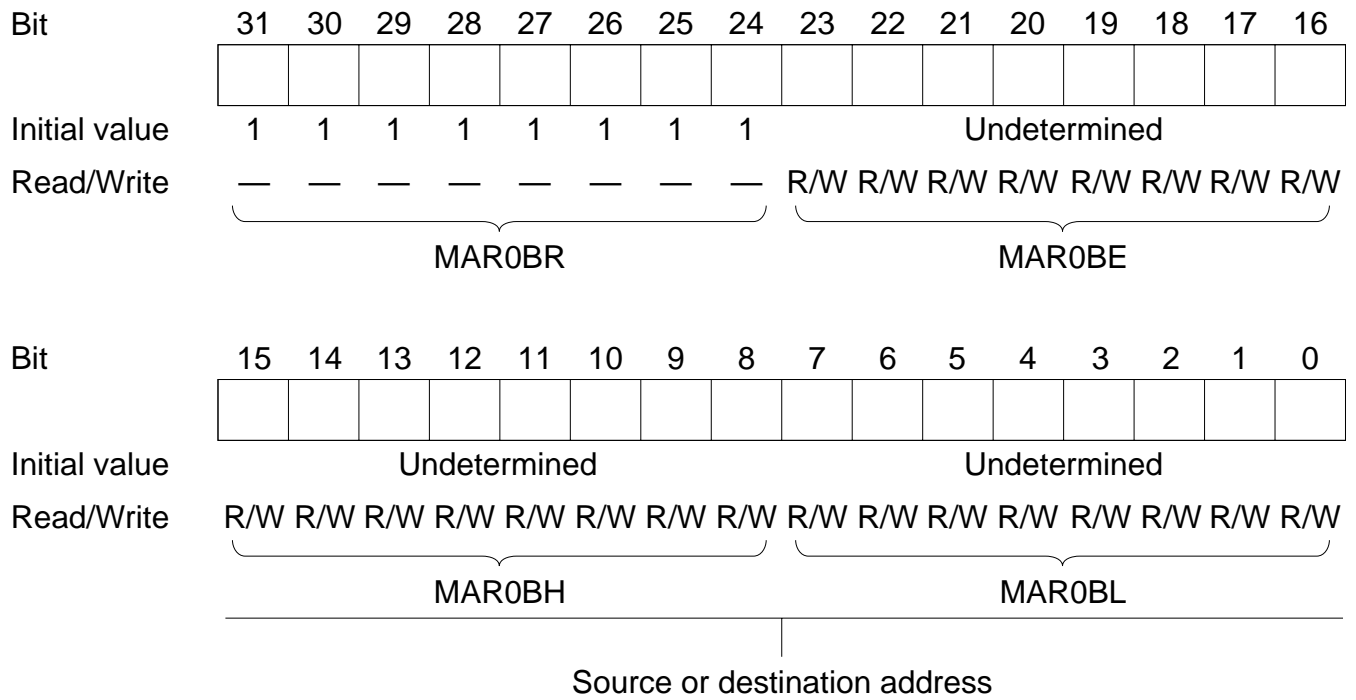 Bit 31 30 29 28 27 26 25 24 23 22 21 20 19 18 17 16
Initial value 1 1 1 1 1 1 1 1 Undetermined
Read/Write — — — — — — — — R/W R/W R/W R/W R/W R/W R/W R/W
MAR0BR MAR0BE
Bit 15 14 13 12 11 10 9 8 7 6 5 4 3 2 1 0
Initial value Undetermined Undetermined
Read/Write R/W R/W R/W R/W R/W R/W R/W R/W R/W R/W R/W R/W R/W R/W R/W R/W
MAR0BH MAR0BL
Source or destination address